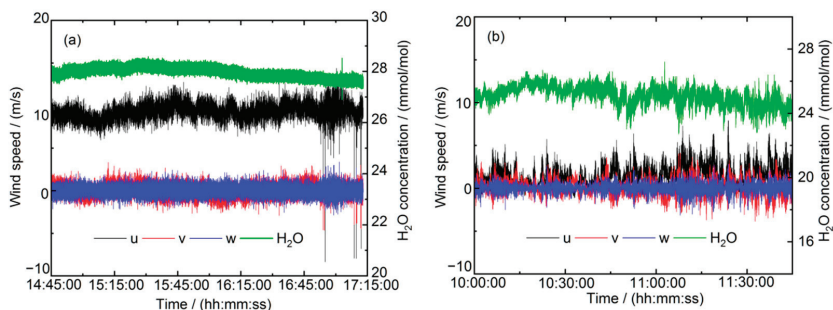 (a)
Wind speed / (m/s)
20
10
0
−10
H₂O concentration / (mmol/mol)
30
28
26
24
23
22
20
u v w H₂O
14:45:00 15:15:00 15:45:00 16:15:00 16:45:00 17:15:00
Time / (hh:mm:ss)
(b)
Wind speed / (m/s)
20
10
0
−10
H₂O concentration / (mmol/mol)
28
26
24
20
18
16
u v w H₂O
10:00:00 10:30:00 11:00:00 11:30:00
Time / (hh:mm:ss)